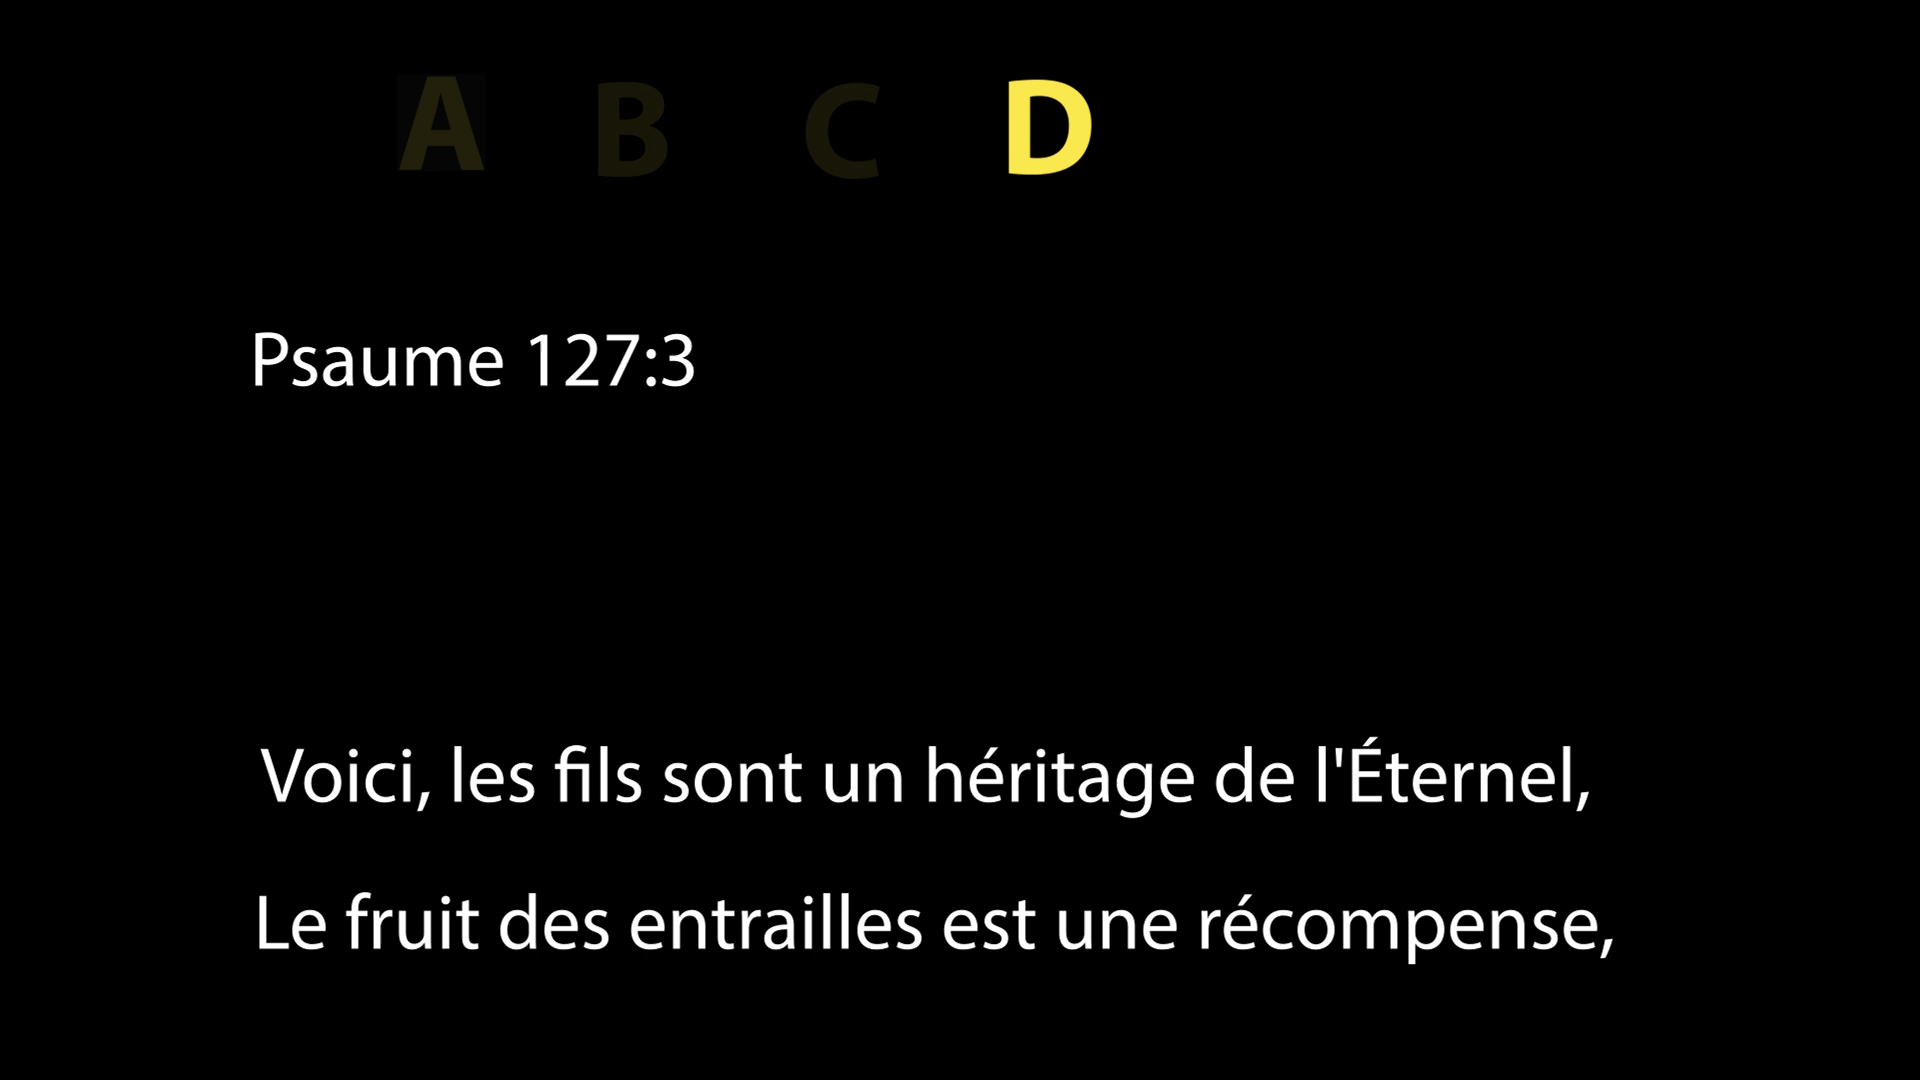 A B C D
Psaume 127:3
Voici, les fils sont un héritage de l'Éternel,
Le fruit des entrailles est une récompense,